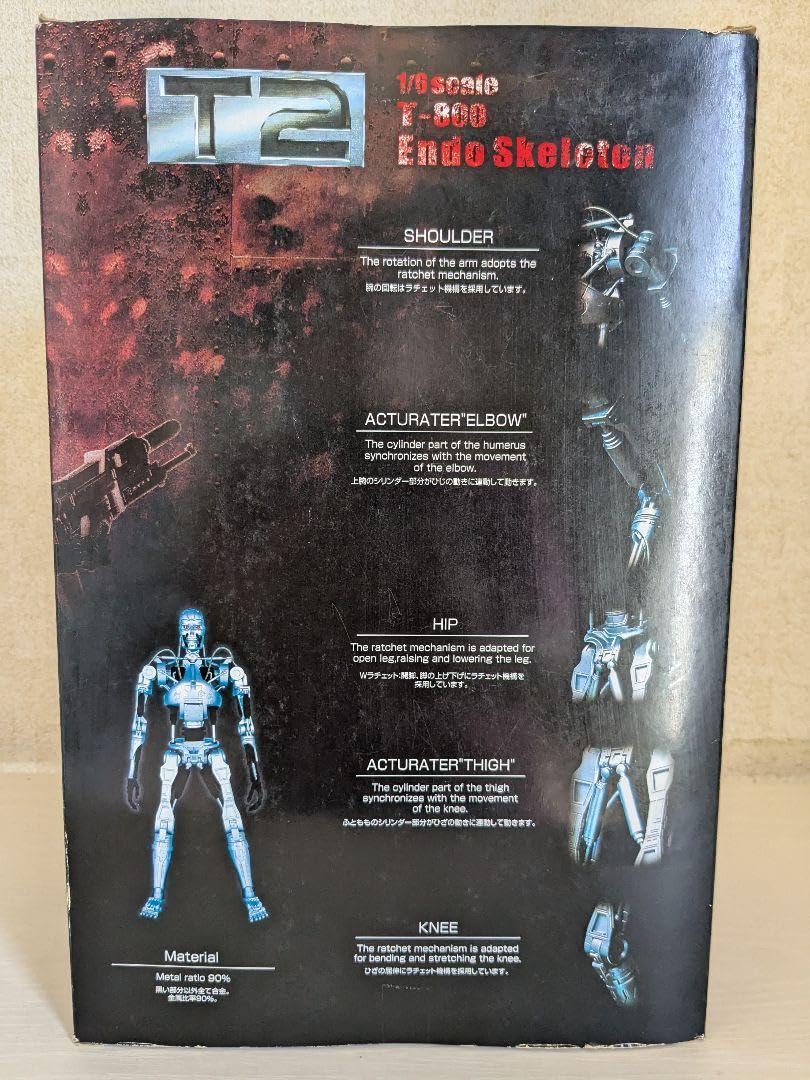 T2
1/6 scale
T-800
Endo Skeleton
SHOULDER
The rotation of the arm adopts the
ratchet mechanism.
腕の回転はラチェット機構を採用しています。
ACTURATER"ELBOW"
The cylinder part of the humerus
synchronizes with the movement
of the elbow.
上腕のシリンダー部分がひじの動きに連動して動きます。
HIP
The ratchet mechanism is adapted for
open leg,raising and lowering the leg.
Wラチェット:開脚、脚の上げ下げにラチェット機構を
採用しています。
ACTURATER"THIGH"
The cylinder part of the thigh
synchronizes with the movement
of the knee.
ふともものシリンダー部分がひざの動きに連動して動きます。
KNEE
The ratchet mechanism is adapted
for bending and stretching the knee.
ひざの屈伸にラチェット機構を採用しています。
Material
Metal ratio 90%
黒い部分以外全て合金。
金属比率90%。